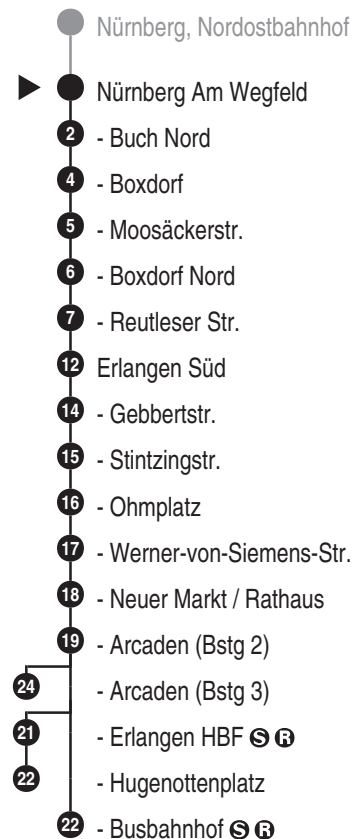 Nürnberg, Nordostbahnhof
Nürnberg Am Wegfeld
2 - Buch Nord
4 - Boxdorf
5 - Moosäckerstr.
6 - Boxdorf Nord
7 - Reutleser Str.
12 Erlangen Süd
14 - Gebbertstr.
15 - Stintzingstr.
16 - Ohmplatz
17 - Werner-von-Siemens-Str.
18 - Neuer Markt / Rathaus
19 - Arcaden (Bstg 2)
24 - Arcaden (Bstg 3)
21 - Erlangen HBF S R
22 - Hugenottenplatz
22 - Busbahnhof S R